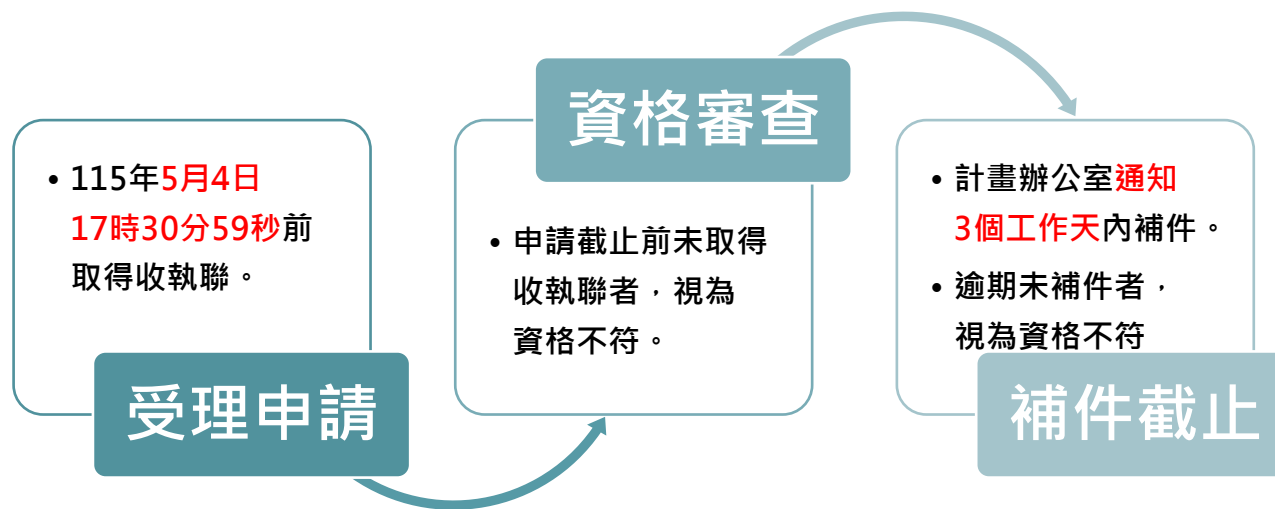 • 115年5月4日
17時30分59秒前
取得收執聯。
受理申請
資格審查
• 申請截止前未取得
收執聯者，視為
資格不符。
• 計畫辦公室通知
3個工作天內補件。
• 逾期未補件者，
視為資格不符
補件截止